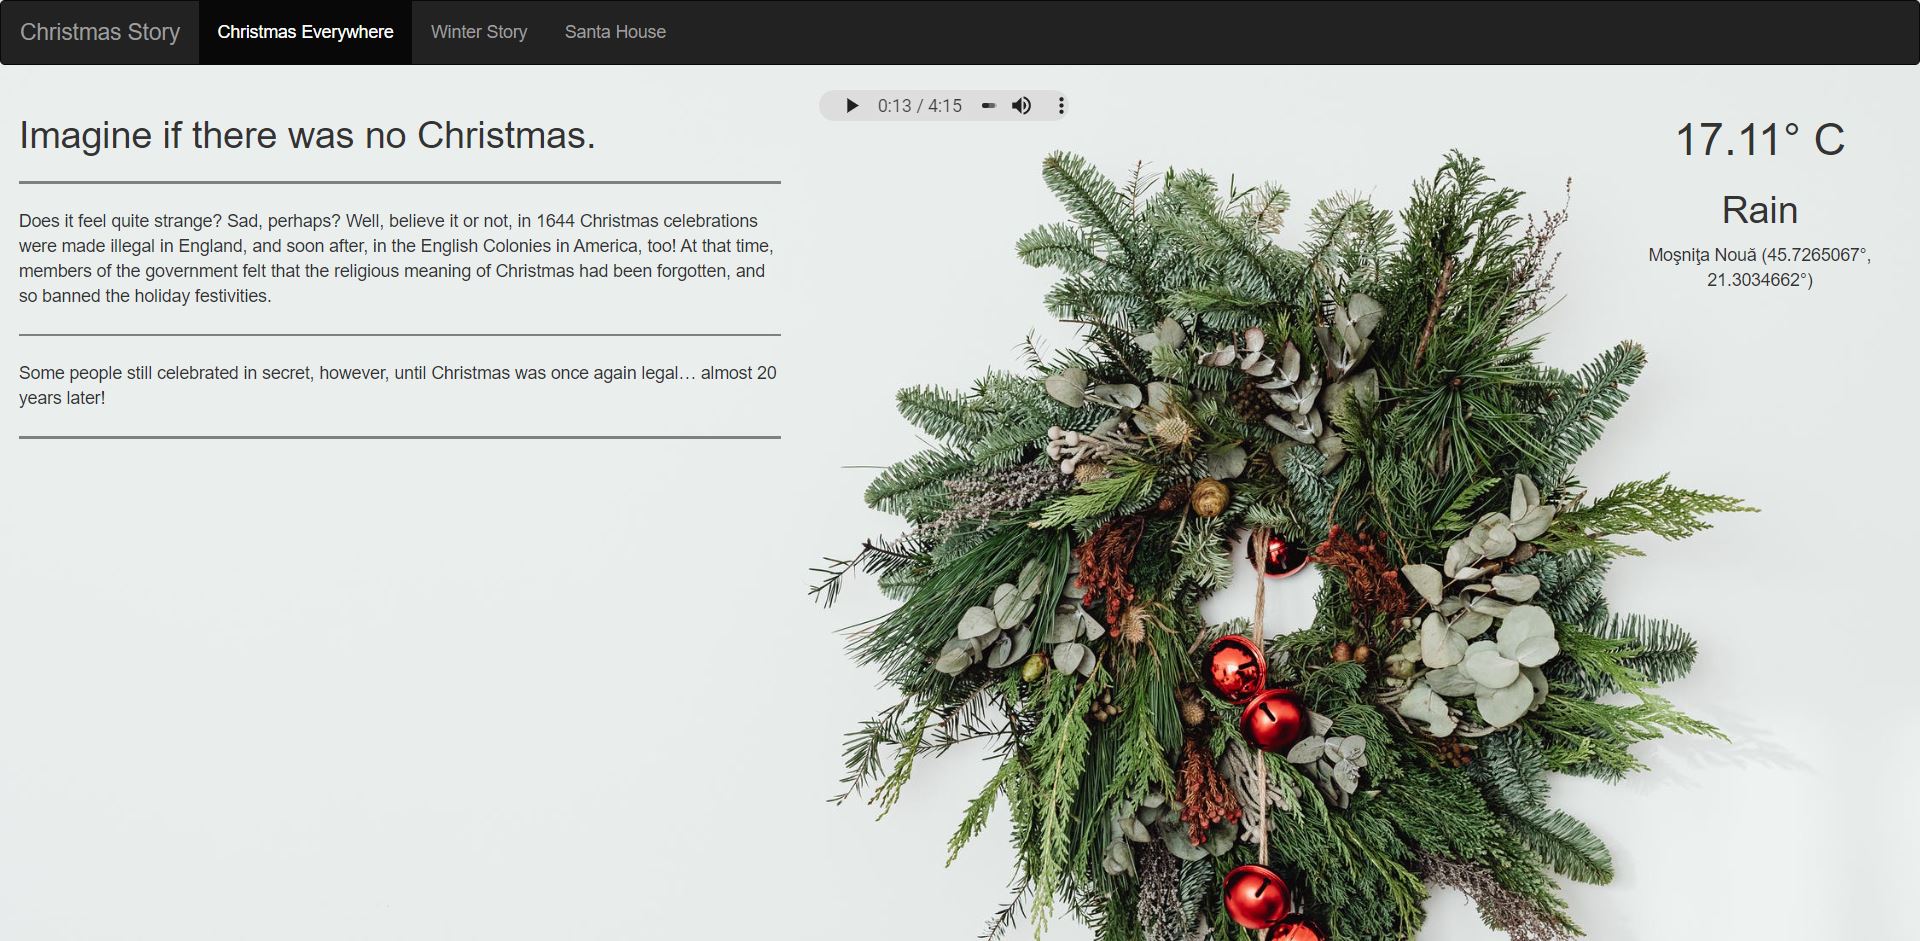 Christmas Story Christmas Everywhere Winter Story Santa House
0:13 / 4:15
Imagine if there was no Christmas.
Does it feel quite strange? Sad, perhaps? Well, believe it or not, in 1644 Christmas celebrations
were made illegal in England, and soon after, in the English Colonies in America, too! At that time,
members of the government felt that the religious meaning of Christmas had been forgotten, and
so banned the holiday festivities.
Some people still celebrated in secret, however, until Christmas was once again legal… almost 20
years later!
17.11° C
Rain
Moşniţa Nouă (45.7265067°,
21.3034662°)